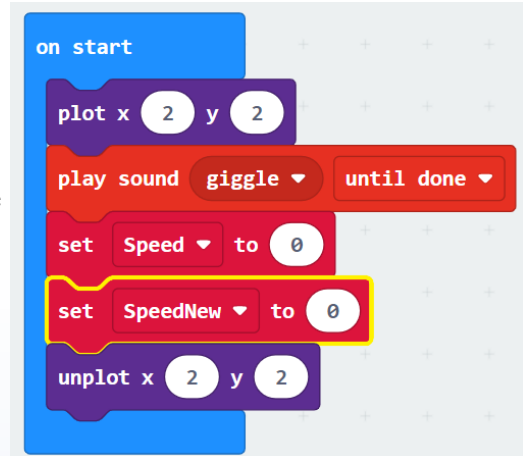 on start
plot x 2 y 2
play sound giggle until done
set Speed to 0
set SpeedNew to 0
unplot x 2 y 2